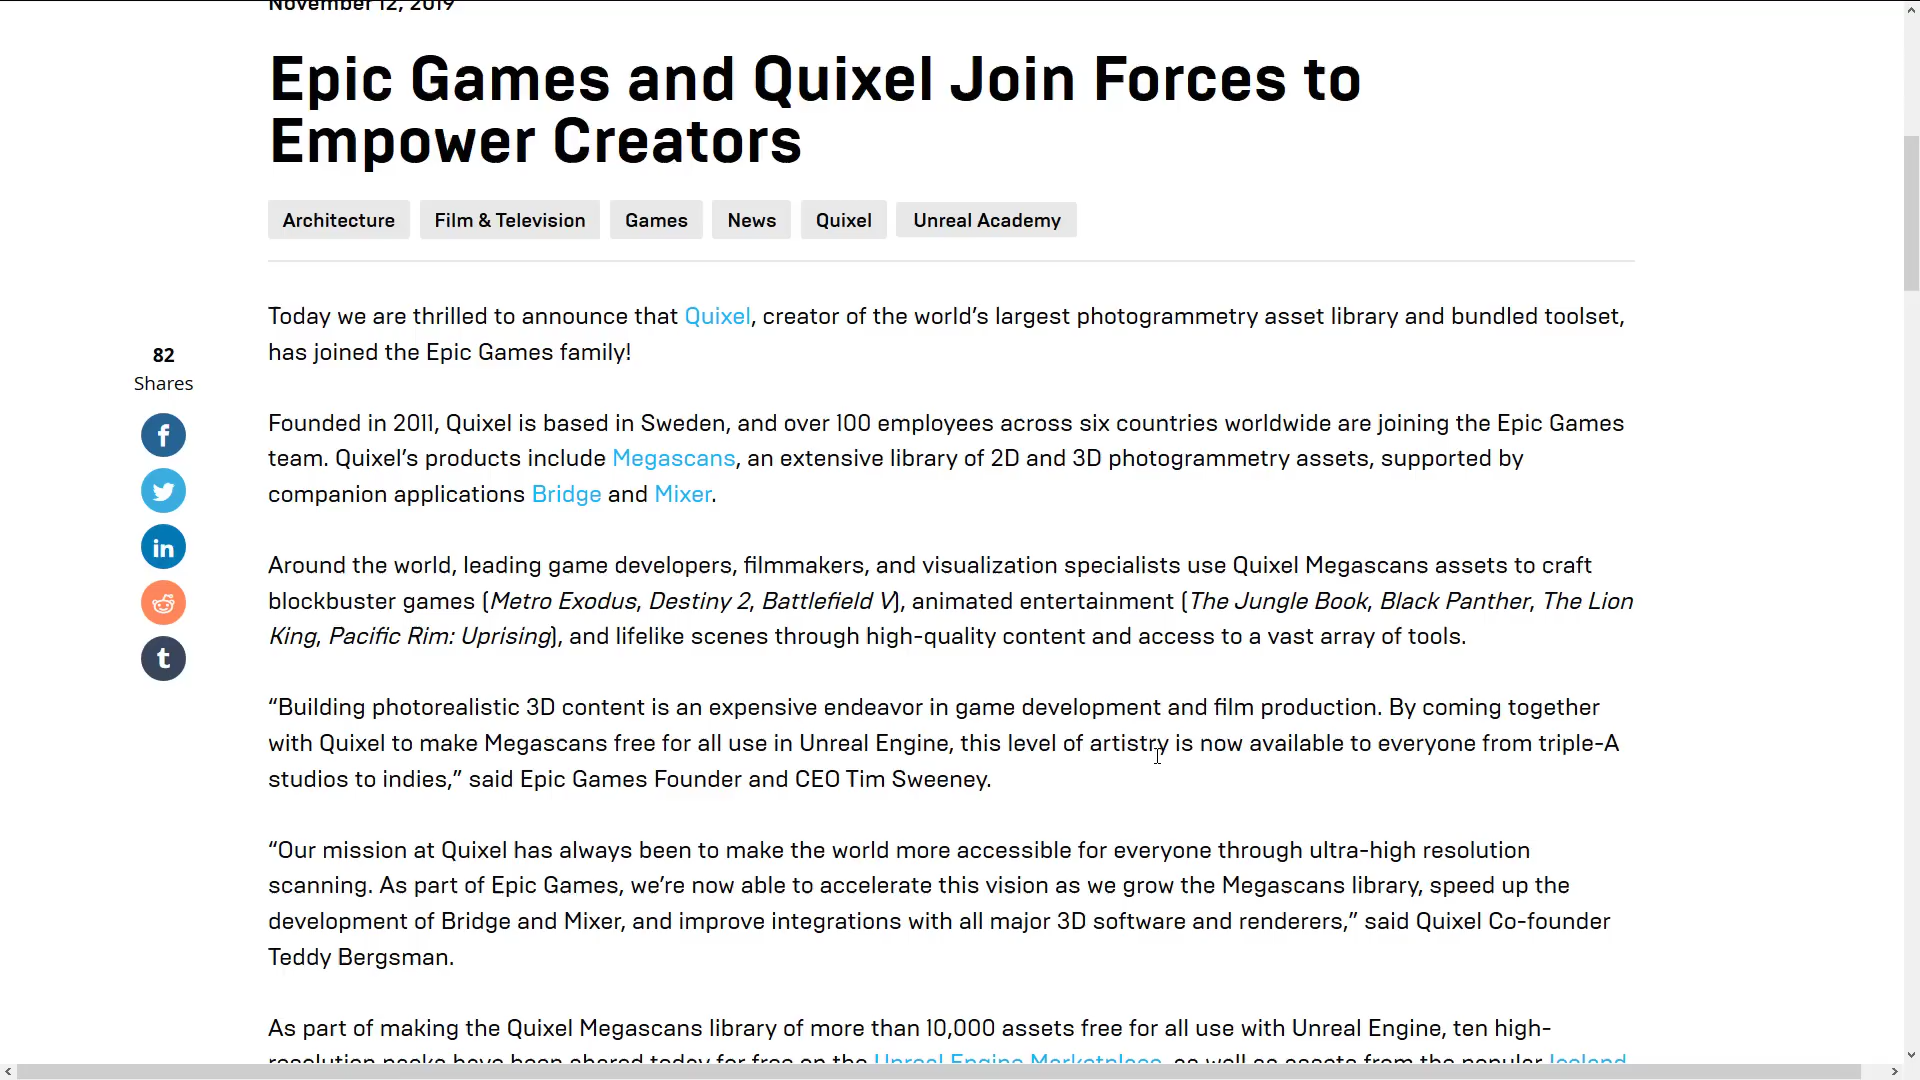 November 12, 2019
Epic Games and Quixel Join Forces to
Empower Creators
Architecture
Film & Television
Games
News
Quixel
Unreal Academy
Today we are thrilled to announce that Quixel, creator of the world’s largest photogrammetry asset library and bundled toolset,
has joined the Epic Games family!
82
Shares
Founded in 2011, Quixel is based in Sweden, and over 100 employees across six countries worldwide are joining the Epic Games
team. Quixel’s products include Megascans, an extensive library of 2D and 3D photogrammetry assets, supported by
companion applications Bridge and Mixer.
Around the world, leading game developers, filmmakers, and visualization specialists use Quixel Megascans assets to craft
blockbuster games (Metro Exodus, Destiny 2, Battlefield V), animated entertainment (The Jungle Book, Black Panther, The Lion
King, Pacific Rim: Uprising), and lifelike scenes through high-quality content and access to a vast array of tools.
“Building photorealistic 3D content is an expensive endeavor in game development and film production. By coming together
with Quixel to make Megascans free for all use in Unreal Engine, this level of artistry is now available to everyone from triple-A
studios to indies,” said Epic Games Founder and CEO Tim Sweeney.
“Our mission at Quixel has always been to make the world more accessible for everyone through ultra-high resolution
scanning. As part of Epic Games, we’re now able to accelerate this vision as we grow the Megascans library, speed up the
development of Bridge and Mixer, and improve integrations with all major 3D software and renderers,” said Quixel Co-founder
Teddy Bergsman.
As part of making the Quixel Megascans library of more than 10,000 assets free for all use with Unreal Engine, ten high-
resolution packs have been shared today for free on the Unreal Engine Marketplace, as well as assets from the popular Iceland